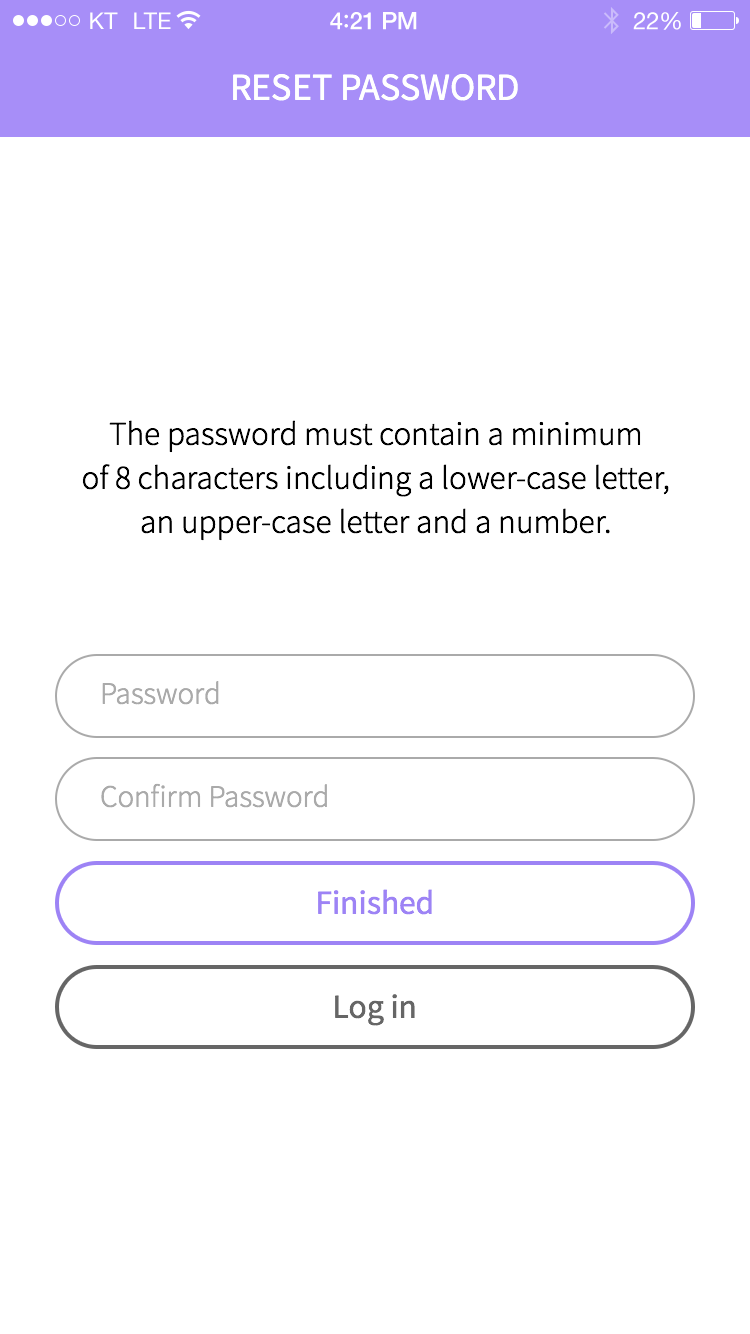 KT LTE 4:21 PM 22%
RESET PASSWORD
The password must contain a minimum
of 8 characters including a lower-case letter,
an upper-case letter and a number.
Password
Confirm Password
Finished
Log in